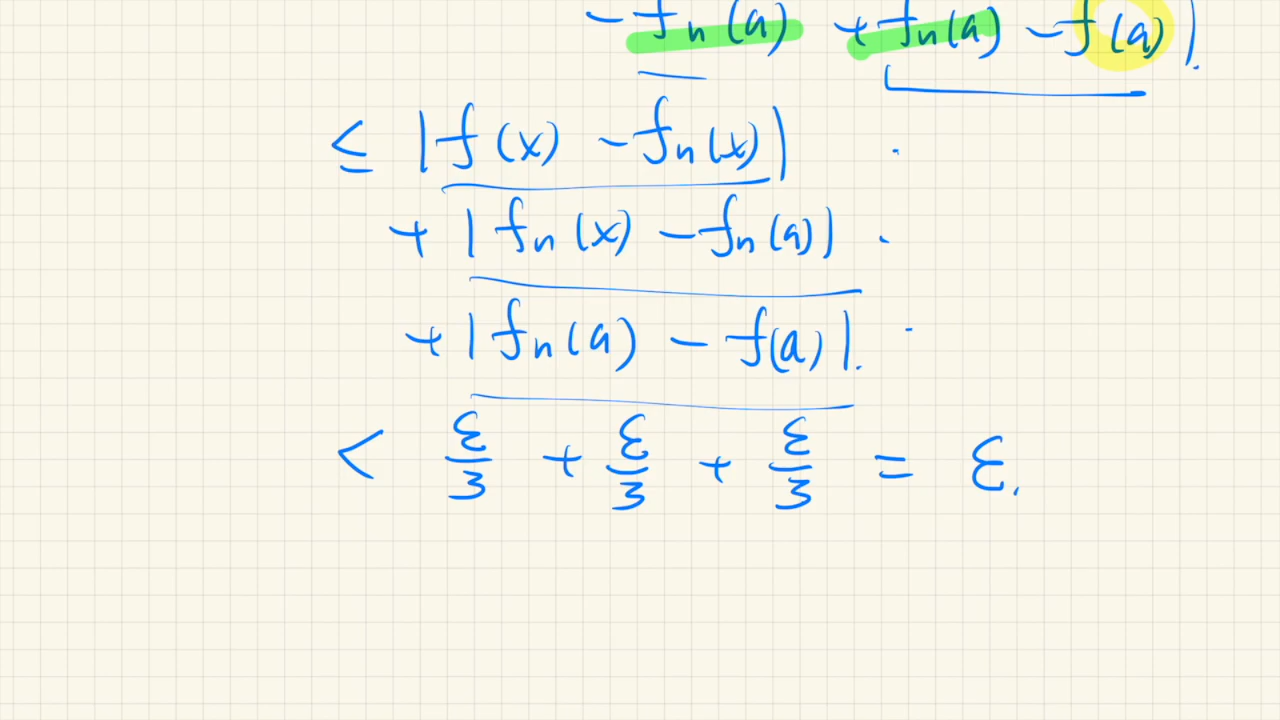 - fn(a) + fn(a) - f(a)|.
≤ |f(x) - fn(x)|
+ |fn(x) - fn(a)|
+ |fn(a) - f(a)|.
< ε/3 + ε/3 + ε/3 = ε.